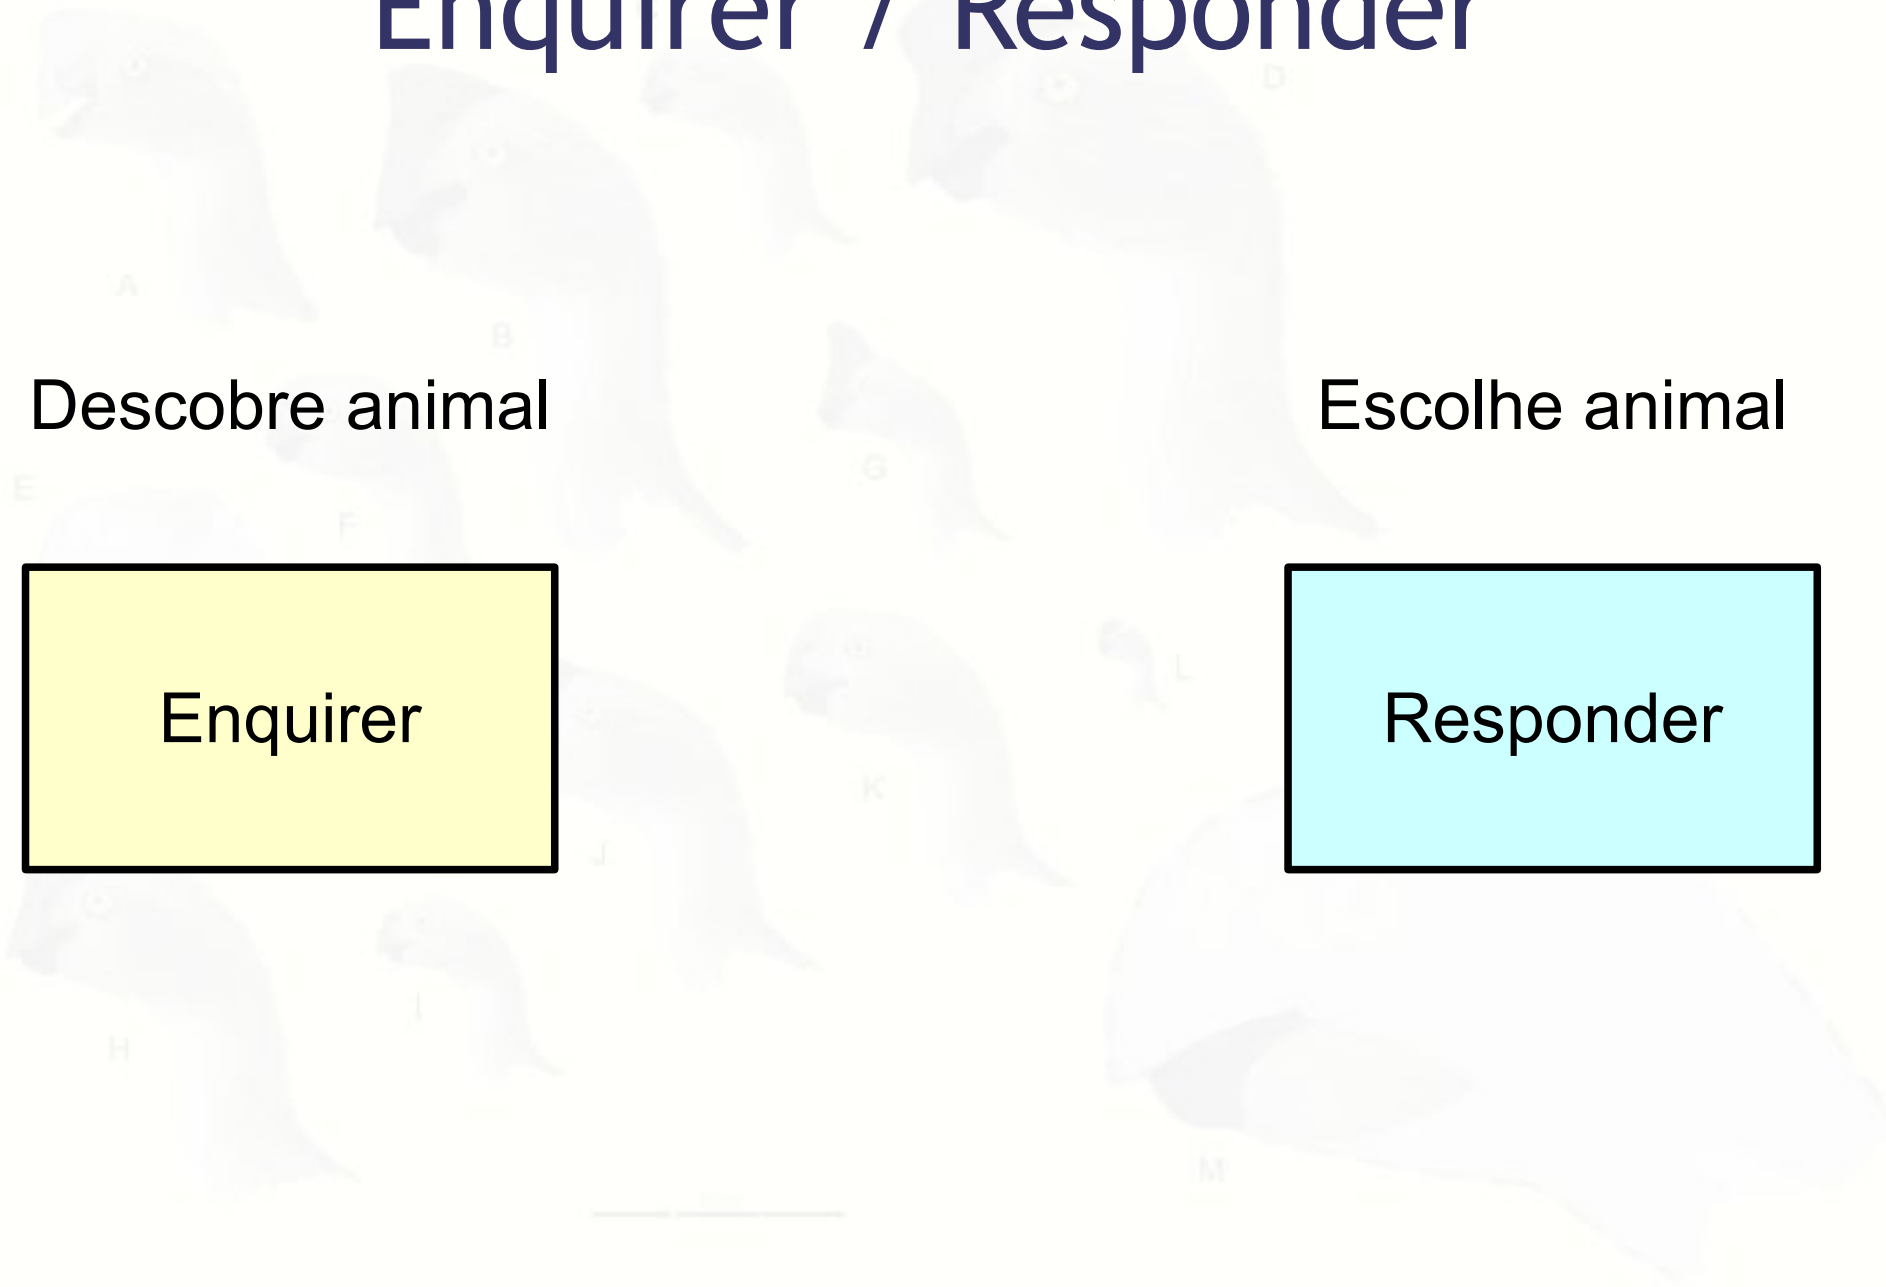 Enquirer / Responder
D
A
B
Descobre animal
Escolhe animal
G
E
F
Enquirer
Responder
L
K
J
I
H
M